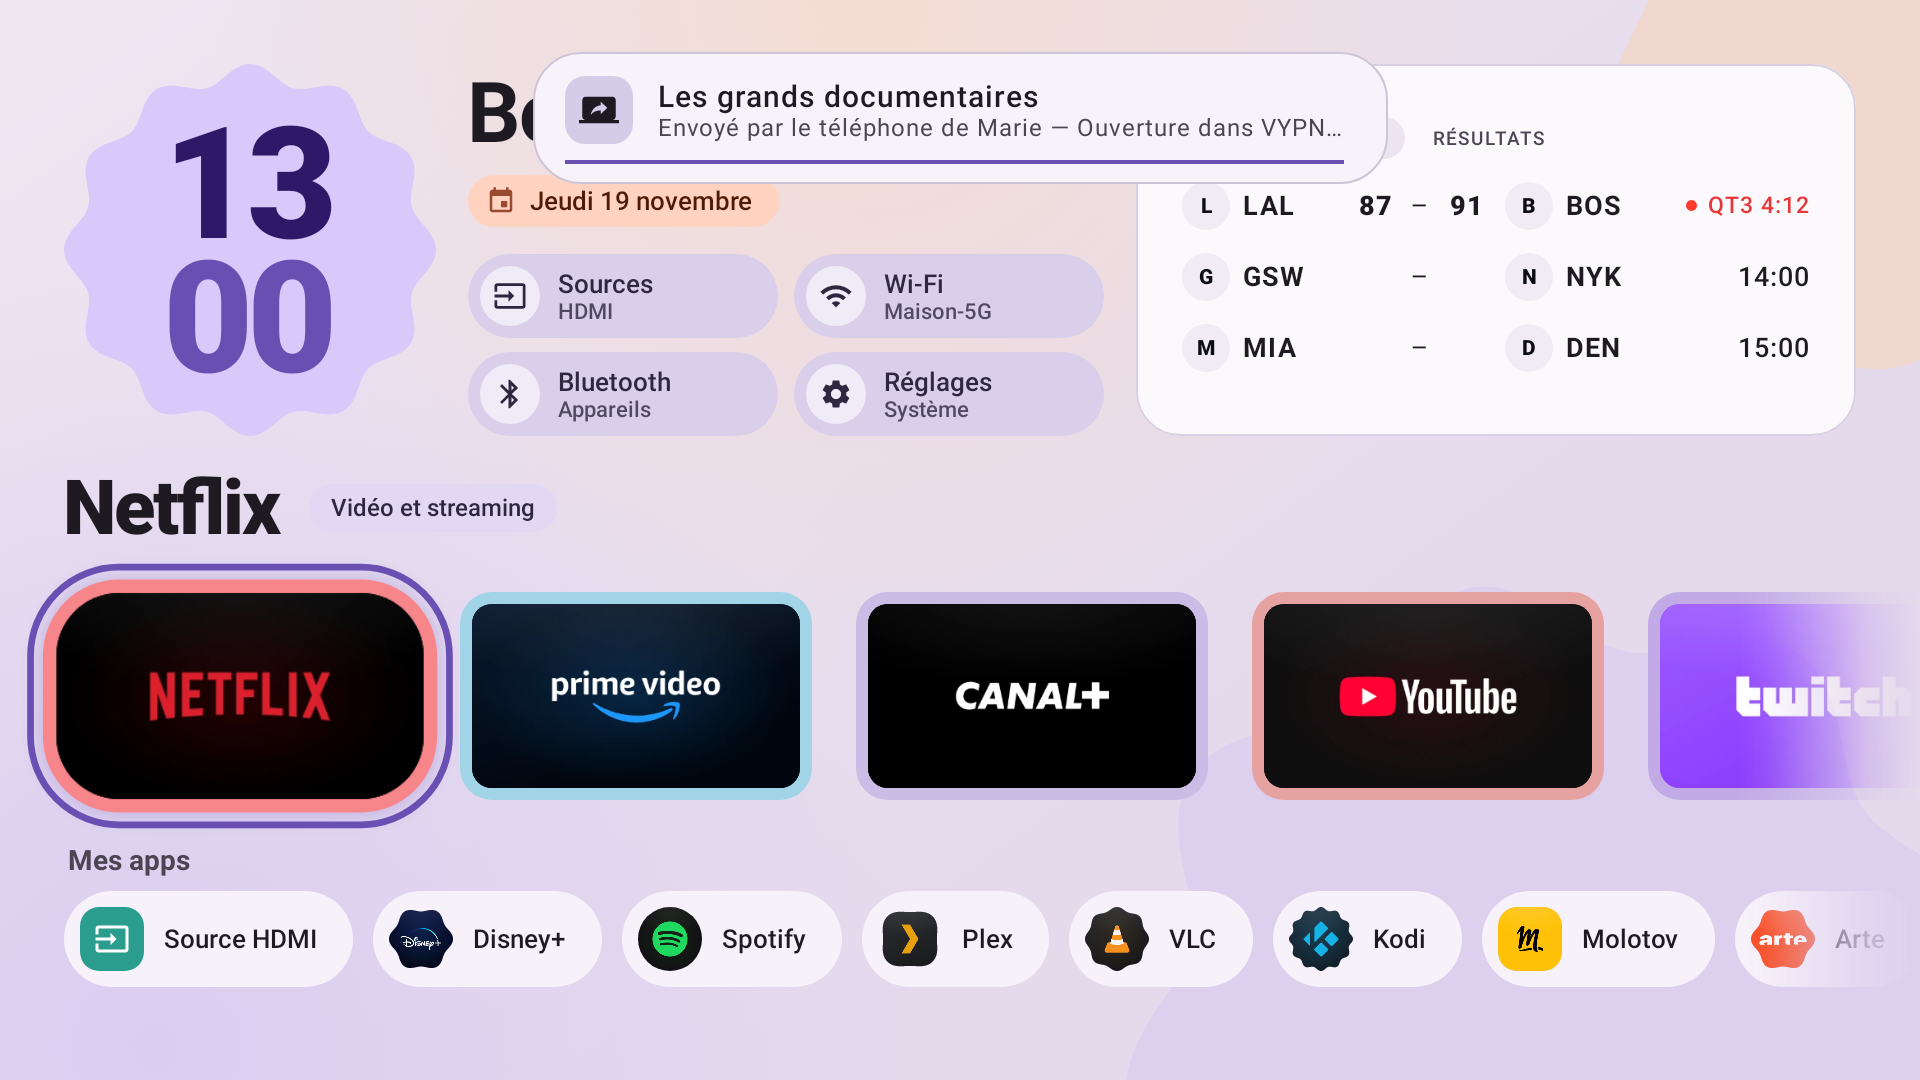 13
00
Les grands documentaires
Envoyé par le téléphone de Marie — Ouverture dans VYPN…
Jeudi 19 novembre
Sources
HDMI
Wi-Fi
Maison-5G
Bluetooth
Appareils
Réglages
Système
RÉSULTATS
L LAL 87 – 91 B BOS QT3 4:12
G GSW – N NYK 14:00
M MIA – D DEN 15:00
Netflix
Vidéo et streaming
NETFLIX
prime video
CANAL+
YouTube
twitch
Mes apps
Source HDMI
Disney+
Disney+
Spotify
Plex
VLC
Kodi
M
Molotov
arte
Arte